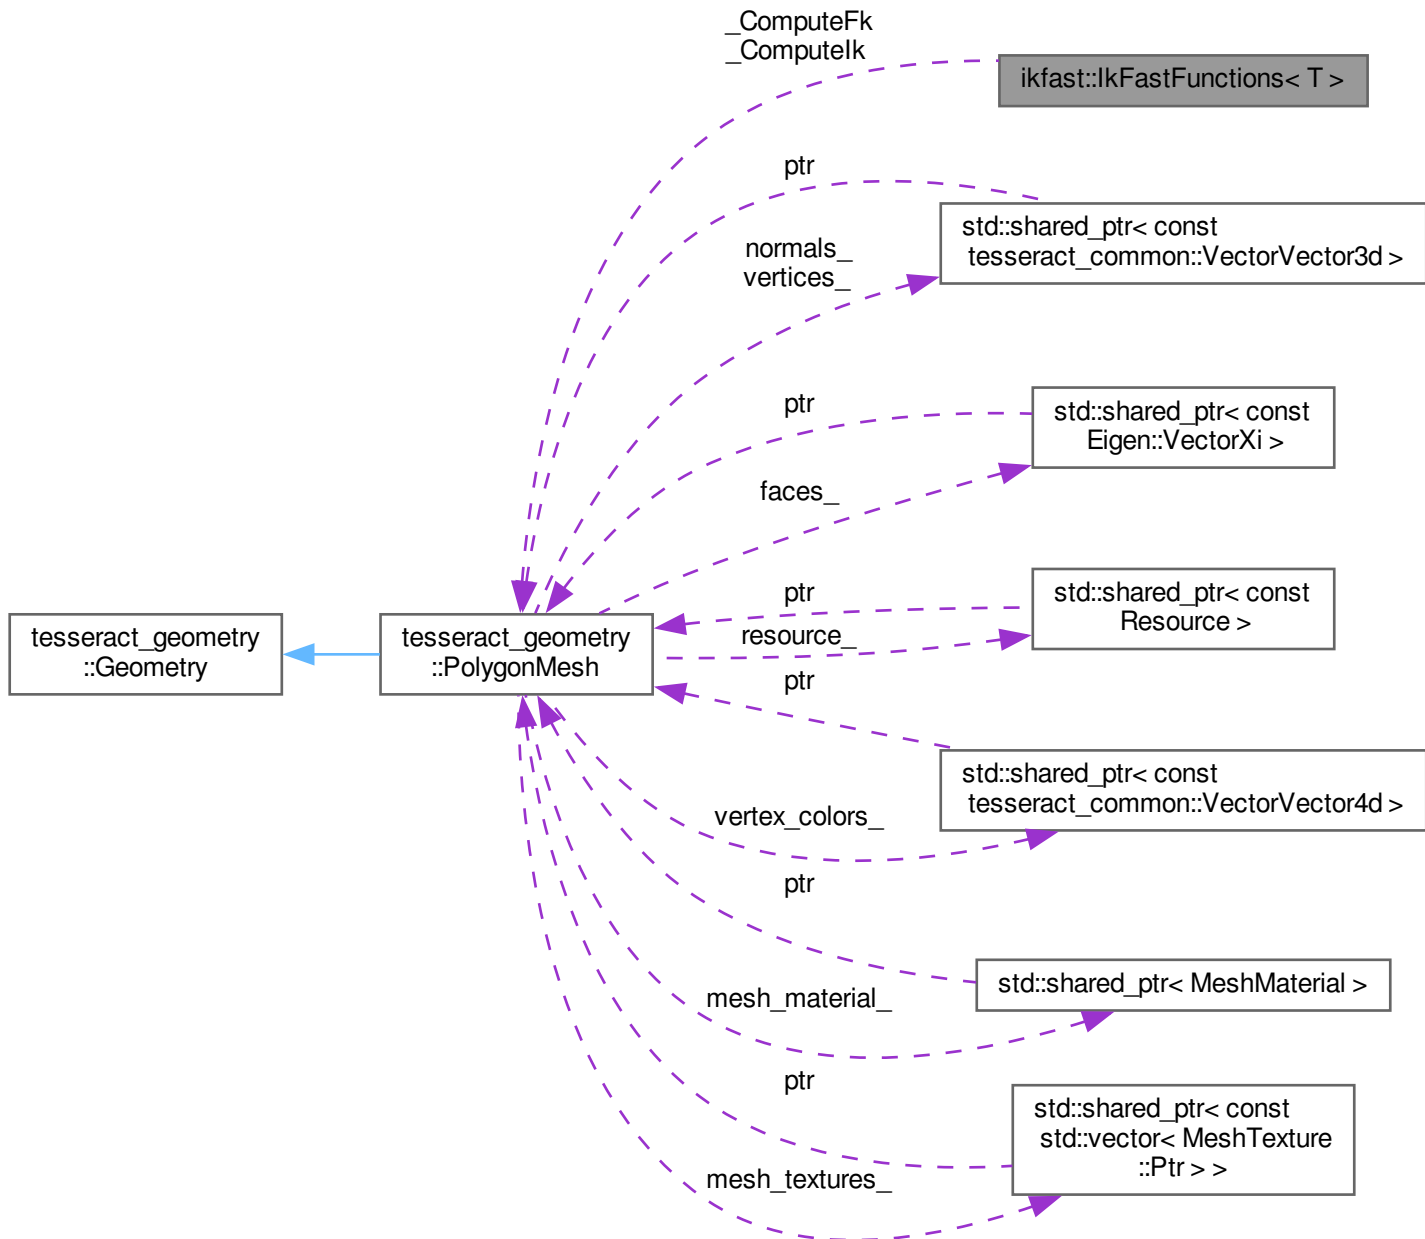 _ComputeFk
_ComputeIk
ikfast::IkFastFunctions< T >
ptr
std::shared_ptr< const
tesseract_common::VectorVector3d >
normals_
vertices_
ptr
std::shared_ptr< const
Eigen::VectorXi >
faces_
ptr
std::shared_ptr< const
Resource >
resource_
tesseract_geometry
::Geometry
tesseract_geometry
::PolygonMesh
ptr
std::shared_ptr< const
tesseract_common::VectorVector4d >
vertex_colors_
ptr
std::shared_ptr< MeshMaterial >
mesh_material_
ptr
std::shared_ptr< const
std::vector< MeshTexture
::Ptr > >
mesh_textures_